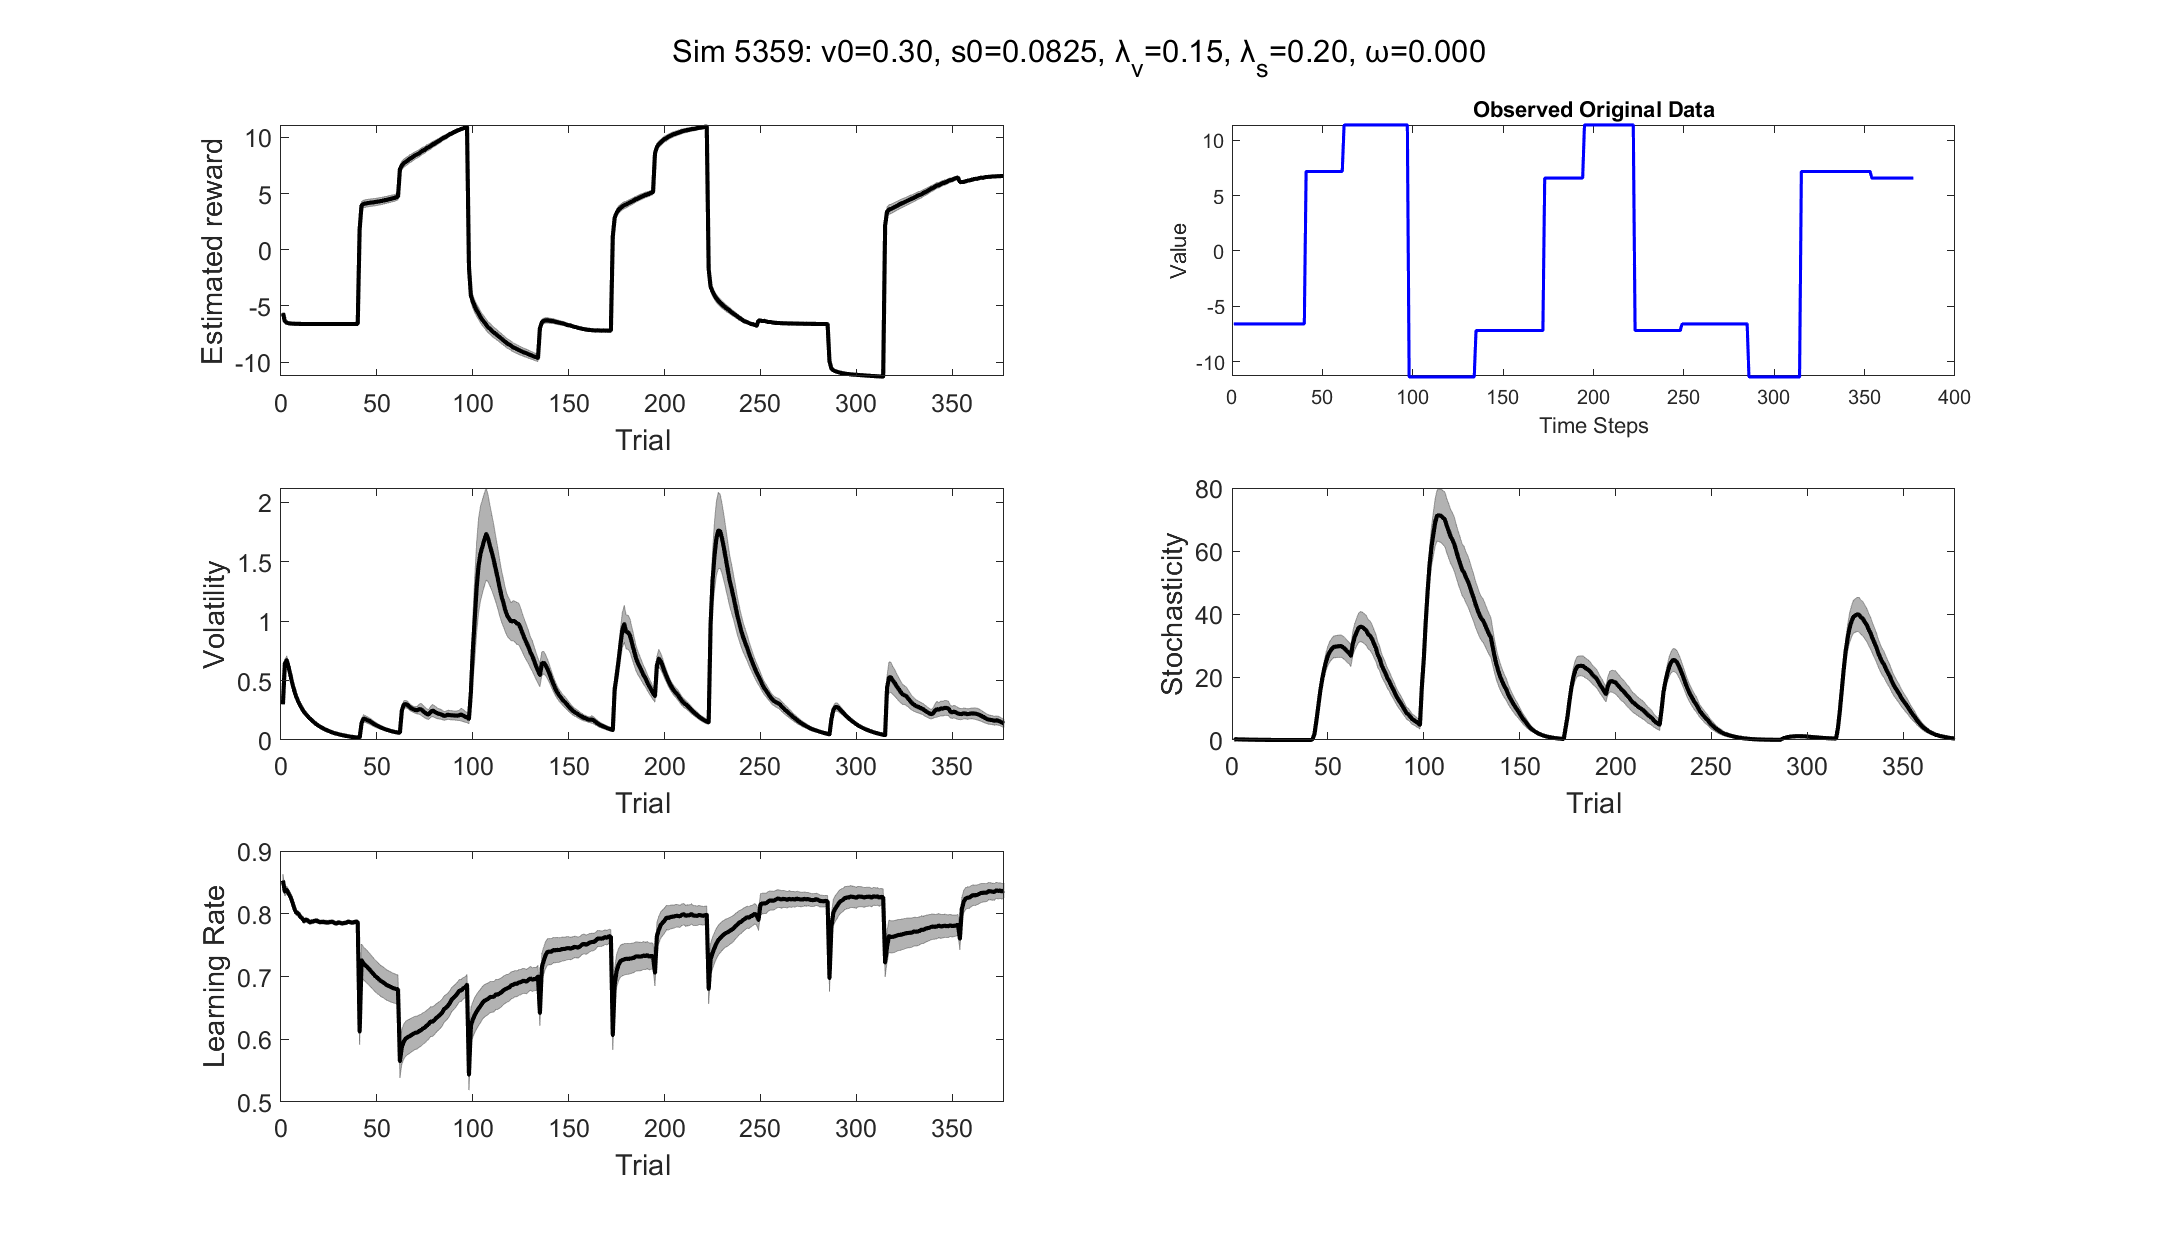 Sim 5359: v0=0.30, s0=0.0825, λv=0.15, λs=0.20, ω=0.000
Estimated reward
10
5
0
-5
-10
0 50 100 150 200 250 300 350
Trial
Observed Original Data
Value
10
5
0
-5
-10
0 50 100 150 200 250 300 350 400
Time Steps
Volatility
2
1.5
1
0.5
0
0 50 100 150 200 250 300 350
Trial
Stochasticity
80
60
40
20
0
0 50 100 150 200 250 300 350
Trial
Learning Rate
0.9
0.8
0.7
0.6
0.5
0 50 100 150 200 250 300 350
Trial